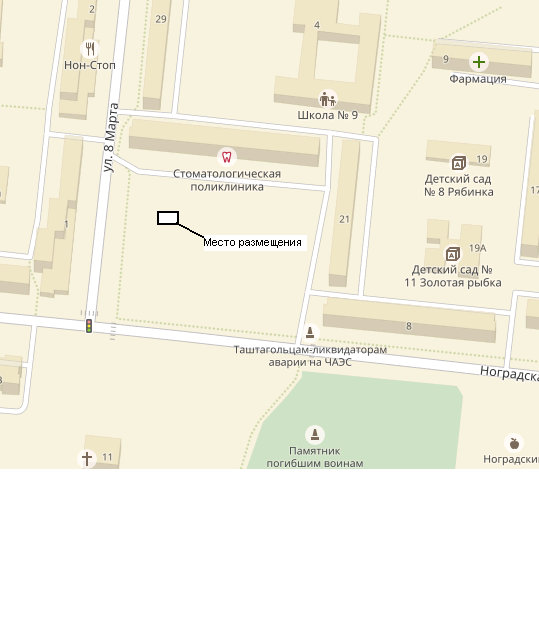 2
29
Нон-Стоп
4
9
Фармация
Школа № 9
ул. 8 Марта
Стоматологическая
поликлиника
19
Детский сад
№ 8 Рябинка
17
1
21
Место размещения
19А
Детский сад №
11 Золотая рыбка
8
Таштагольцам-ликвидаторам
аварии на ЧАЭС
Ноградска
3
11
Памятник
погибшим воинам
Ноградский